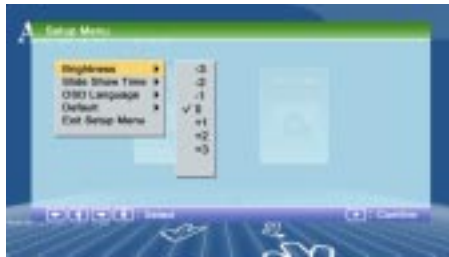 A
Setup Menu
Brightness
Slide Show Time
OSD Language
Default
Exit Setup Menu
-3
-2
-1
✓ 0
+1
+2
+3
: Select
: Confirm